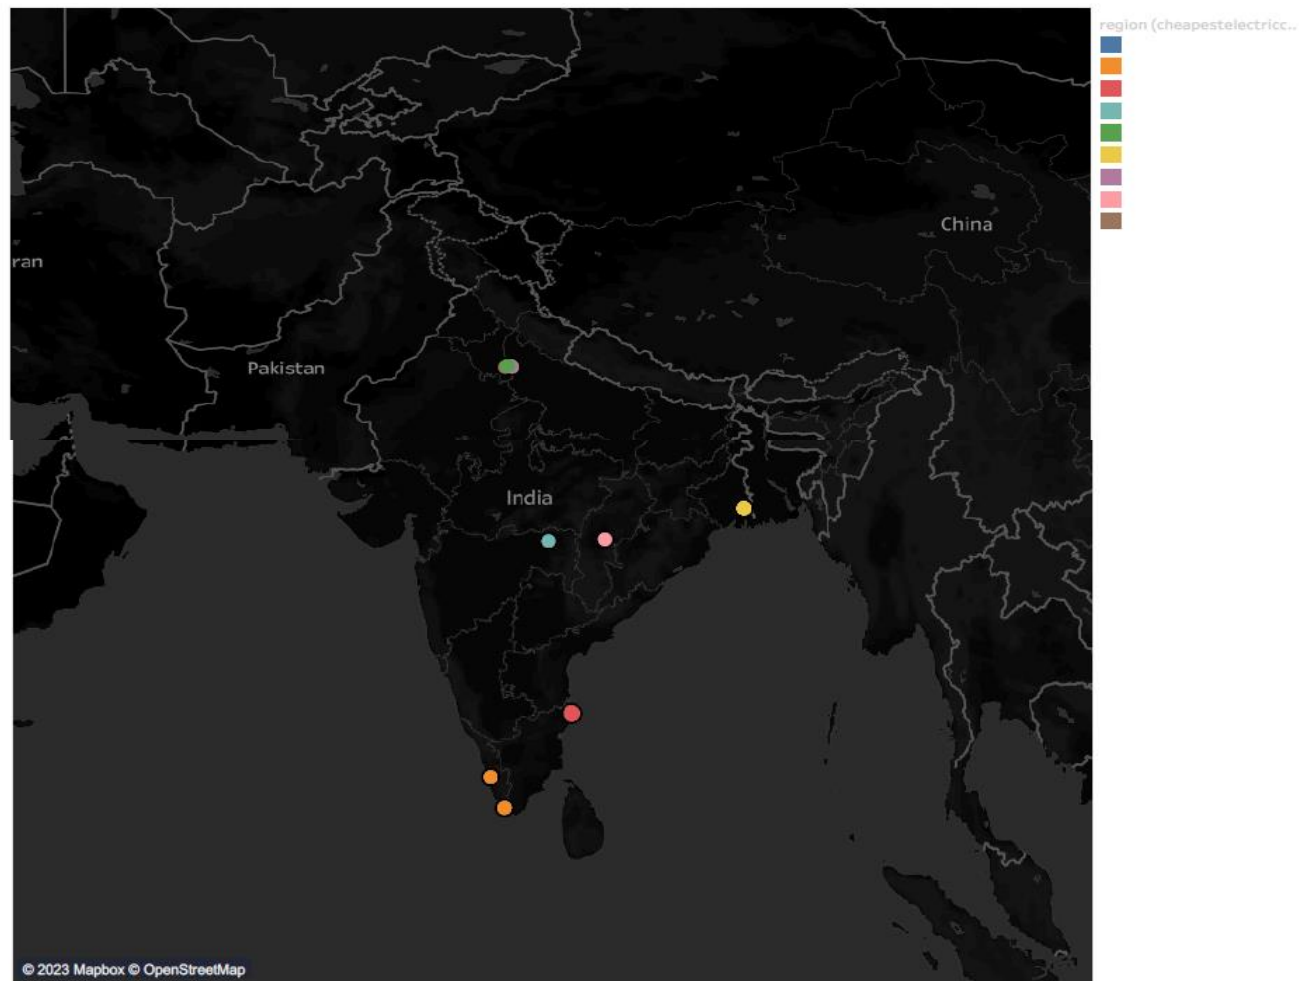 region (cheapestelectricc..
China
ran
Pakistan
India
© 2023 Mapbox © OpenStreetMap